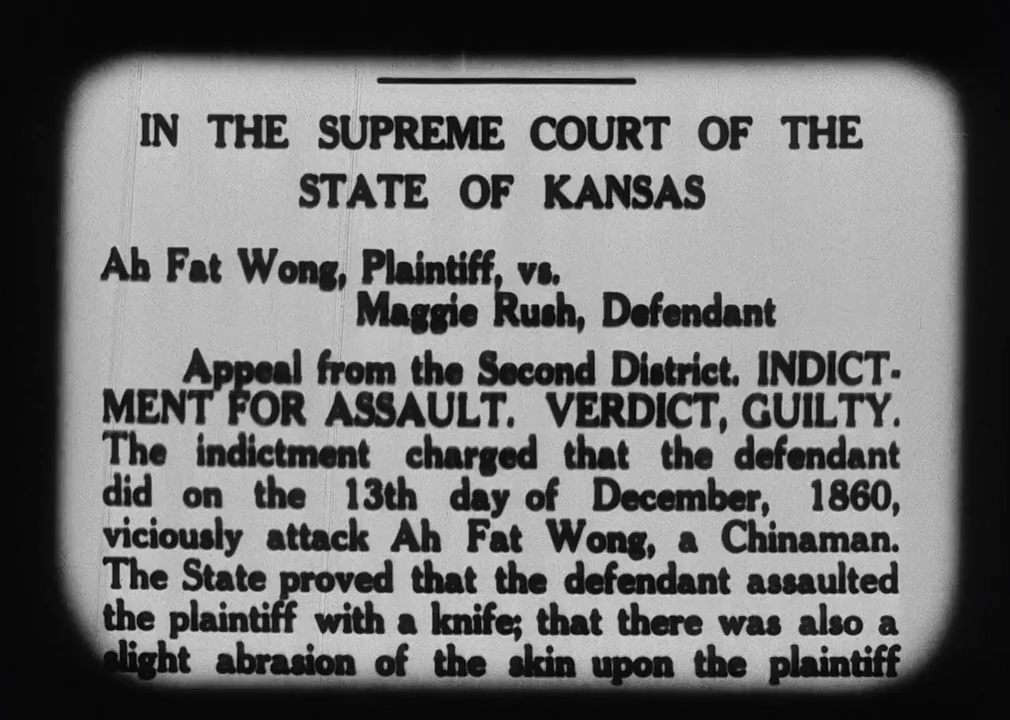 IN THE SUPREME COURT OF THE
STATE OF KANSAS
Ah Fat Wong, Plaintiff, vs.
Maggie Rush, Defendant
Appeal from the Second District. INDICT-
MENT FOR ASSAULT. VERDICT, GUILTY.
The indictment charged that the defendant
did on the 13th day of December, 1860,
viciously attack Ah Fat Wong, a Chinaman.
The State proved that the defendant assaulted
the plaintiff with a knife; that there was also a
slight abrasion of the skin upon the plaintiff